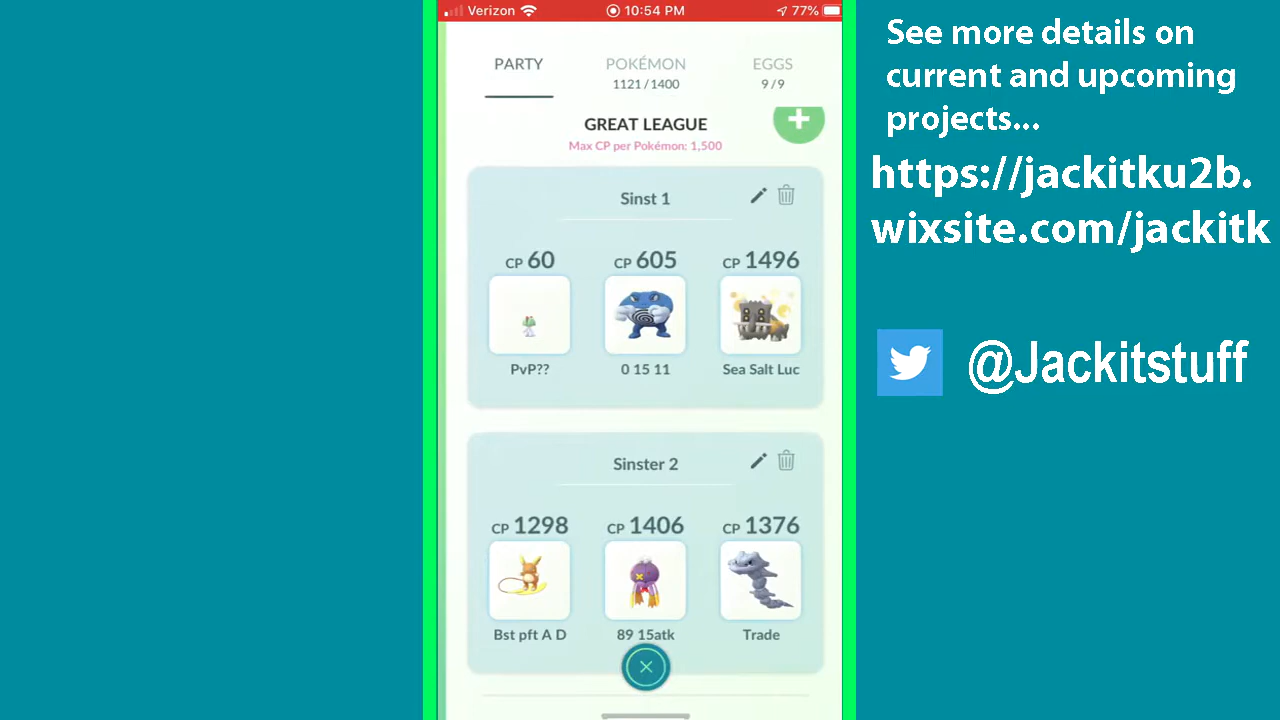 Verizon 10:54 PM 77%
PARTY POKÉMON EGGS
1121 / 1400 9 / 9
GREAT LEAGUE
Max CP per Pokémon: 1,500
Sinst 1
CP 60 CP 605 CP 1496
PvP?? 0 15 11 Sea Salt Luc
Sinster 2
CP 1298 CP 1406 CP 1376
Bst pft A D 89 15atk Trade
See more details on
current and upcoming
projects...
https://jackitku2b.
wixsite.com/jackitk
@Jackitstuff